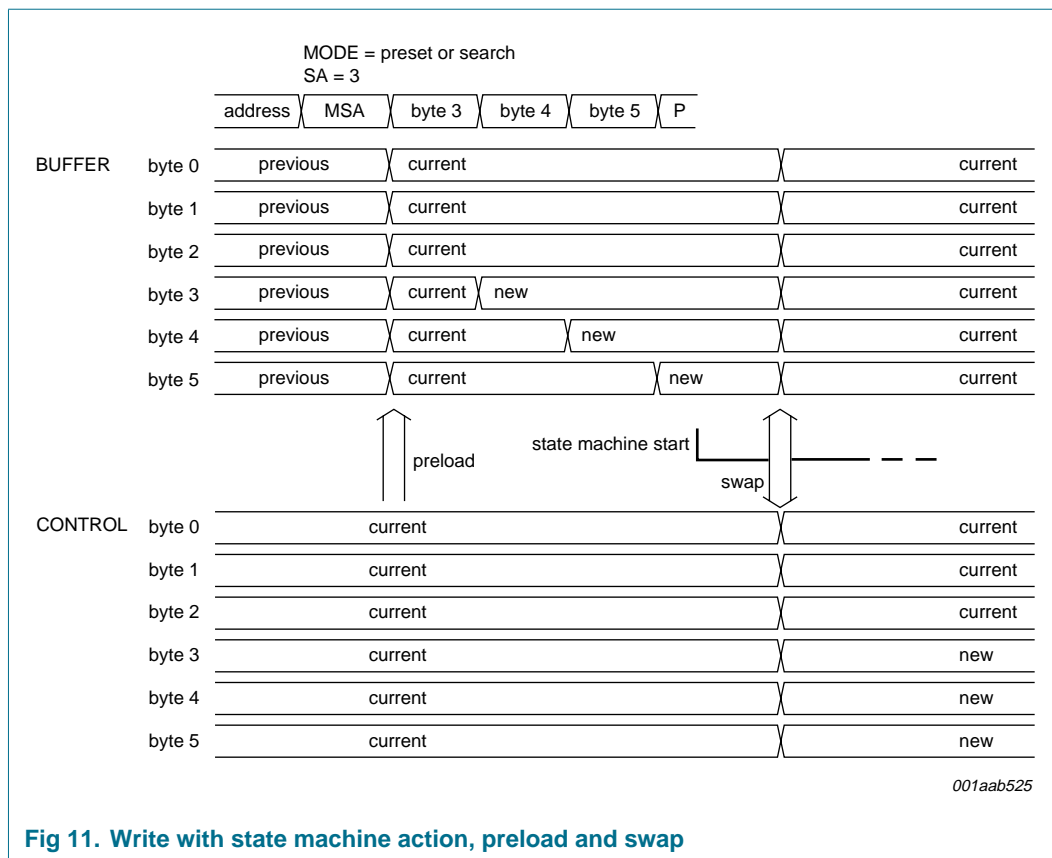 MODE = preset or search
SA = 3
address MSA byte 3 byte 4 byte 5 P
BUFFER byte 0 previous current current
byte 1 previous current current
byte 2 previous current current
byte 3 previous current new current
byte 4 previous current new current
byte 5 previous current new current
state machine start
preload
swap
CONTROL byte 0 current current
byte 1 current current
byte 2 current current
byte 3 current new
byte 4 current new
byte 5 current new
001aab525
Fig 11. Write with state machine action, preload and swap